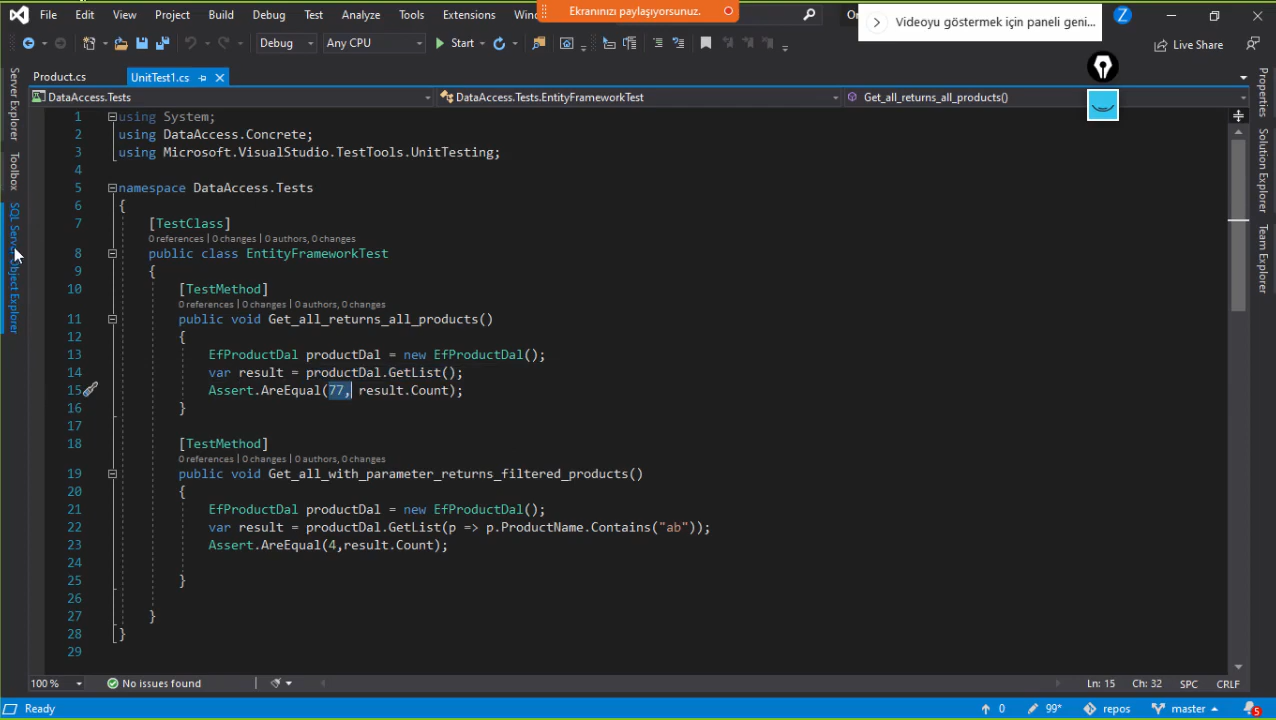 File Edit View Project Build Debug Test Analyze Tools Extensions
Ekranınızı paylaşıyorsunuz.
Videoyu göstermek için paneli geni...
Z
Debug Any CPU Start Live Share
Product.cs UnitTest1.cs
DataAccess.Tests DataAccess.Tests.EntityFrameworkTest Get_all_returns_all_products()
Server Explorer
Toolbox
SQL Server Object Explorer
Properties
Solution Explorer
Team Explorer
1 using System;
2 using DataAccess.Concrete;
3 using Microsoft.VisualStudio.TestTools.UnitTesting;
4
5 namespace DataAccess.Tests
6 {
7 [TestClass]
0 references | 0 changes | 0 authors, 0 changes
8 public class EntityFrameworkTest
9 {
10 [TestMethod]
0 references | 0 changes | 0 authors, 0 changes
11 public void Get_all_returns_all_products()
12 {
13 EfProductDal productDal = new EfProductDal();
14 var result = productDal.GetList();
15 Assert.AreEqual(77, result.Count);
16 }
17
18 [TestMethod]
0 references | 0 changes | 0 authors, 0 changes
19 public void Get_all_with_parameter_returns_filtered_products()
20 {
21 EfProductDal productDal = new EfProductDal();
22 var result = productDal.GetList(p => p.ProductName.Contains("ab"));
23 Assert.AreEqual(4,result.Count);
24
25 }
26
27 }
28 }
29
100 % No issues found Ln: 15 Ch: 32 SPC CRLF
Ready 0 99* repos master 5